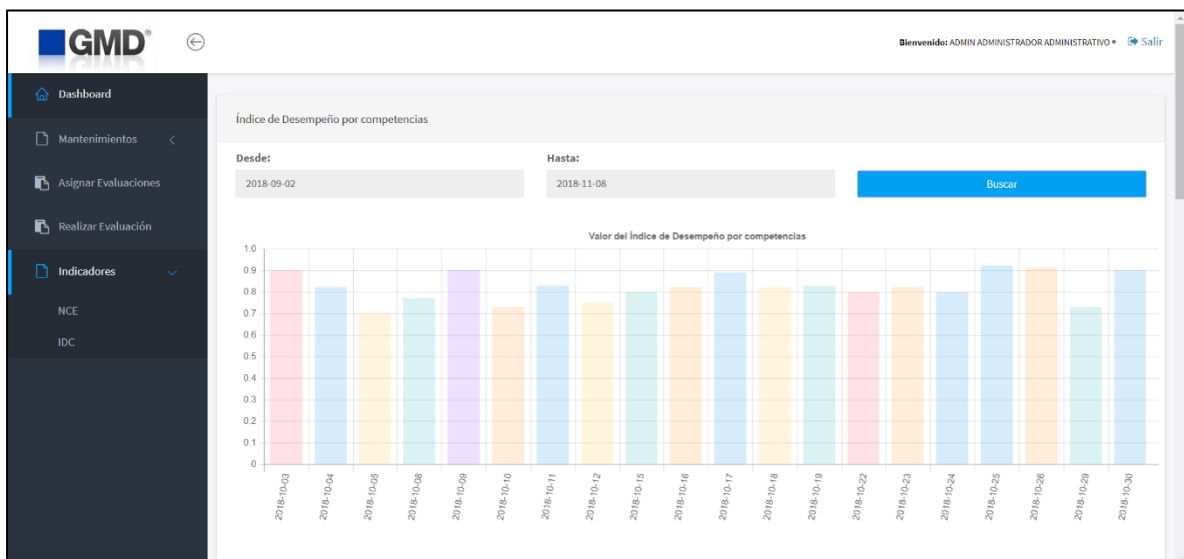 GMD®
Bienvenido: ADMIN ADMINISTRADOR ADMINISTRATIVO
Salir
Dashboard
Mantenimientos
Asignar Evaluaciones
Realizar Evaluación
Indicadores
NCE
IDC
Índice de Desempeño por competencias
Desde:
Hasta:
2018-09-02
2018-11-08
Buscar
Valor del Índice de Desempeño por competencias
1.0
0.9
0.8
0.7
0.6
0.5
0.4
0.3
0.2
0.1
0
2018-10-03
2018-10-04
2018-10-05
2018-10-08
2018-10-09
2018-10-10
2018-10-11
2018-10-12
2018-10-15
2018-10-16
2018-10-17
2018-10-18
2018-10-19
2018-10-22
2018-10-23
2018-10-24
2018-10-25
2018-10-26
2018-10-29
2018-10-30